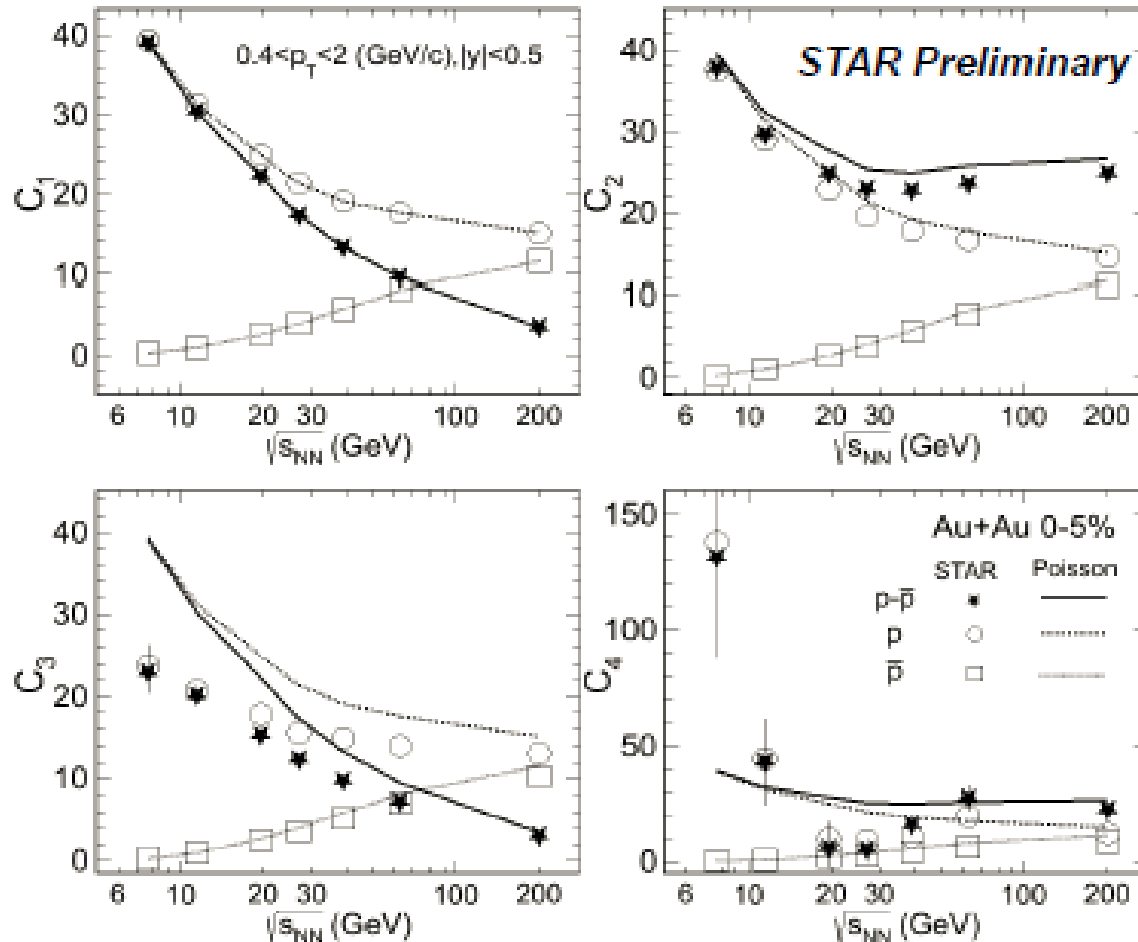 0.4<p_T<2 (GeV/c),|y|<0.5
C_1
40
30
20
10
0
6 10 20 30 100 200
√s_NN (GeV)
STAR Preliminary
C_2
40
30
20
10
0
6 10 20 30 100 200
√s_NN (GeV)
C_3
40
30
20
10
0
6 10 20 30 100 200
√s_NN (GeV)
Au+Au 0-5%
STAR Poisson
p-p̅
p
p̅
C_4
150
100
50
0
6 10 20 30 100 200
√s_NN (GeV)